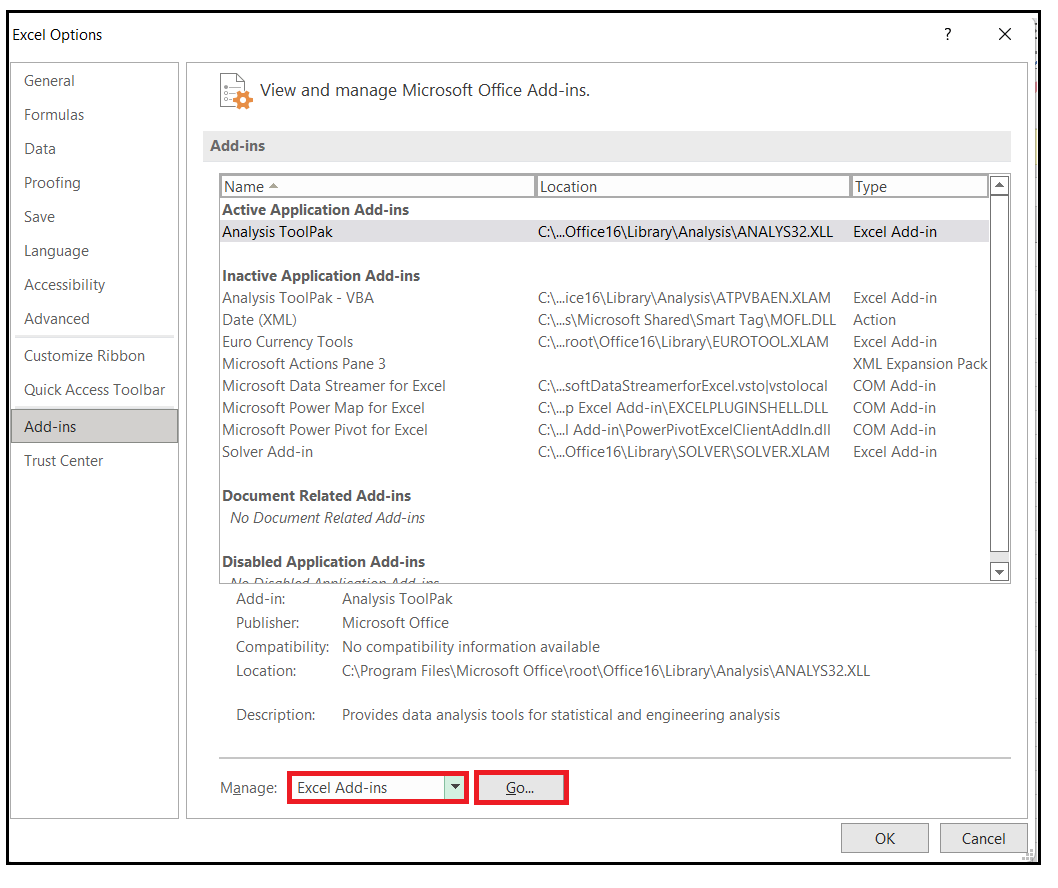 Excel Options ?
General
Formulas
Data
Proofing
Save
Language
Accessibility
Advanced
Customize Ribbon
Quick Access Toolbar
Add-ins
Trust Center
View and manage Microsoft Office Add-ins.
Add-ins
Name Location Type
Active Application Add-ins
Analysis ToolPak C:\...Office16\Library\Analysis\ANALYS32.XLL Excel Add-in
Inactive Application Add-ins
Analysis ToolPak - VBA C:\...ice16\Library\Analysis\ATPVBAEN.XLAM Excel Add-in
Date (XML) C:\...s\Microsoft Shared\Smart Tag\MOFL.DLL Action
Euro Currency Tools C:\...root\Office16\Library\EUROTOOL.XLAM Excel Add-in
Microsoft Actions Pane 3 XML Expansion Pack
Microsoft Data Streamer for Excel C:\...softDataStreamerforExcel.vsto|vstolocal COM Add-in
Microsoft Power Map for Excel C:\...p Excel Add-in\EXCELPLUGINSHELL.DLL COM Add-in
Microsoft Power Pivot for Excel C:\...l Add-in\PowerPivotExcelClientAddIn.dll COM Add-in
Solver Add-in C:\...Office16\Library\SOLVER\SOLVER.XLAM Excel Add-in
Document Related Add-ins
No Document Related Add-ins
Disabled Application Add-ins
No Disabled Application Add-ins
Add-in: Analysis ToolPak
Publisher: Microsoft Office
Compatibility: No compatibility information available
Location: C:\Program Files\Microsoft Office\root\Office16\Library\Analysis\ANALYS32.XLL
Description: Provides data analysis tools for statistical and engineering analysis
Manage: Excel Add-ins Go...
OK Cancel